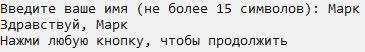 Введите ваше имя (не более 15 символов): Марк
Здравствуй, Марк
Нажми любую кнопку, чтобы продолжить